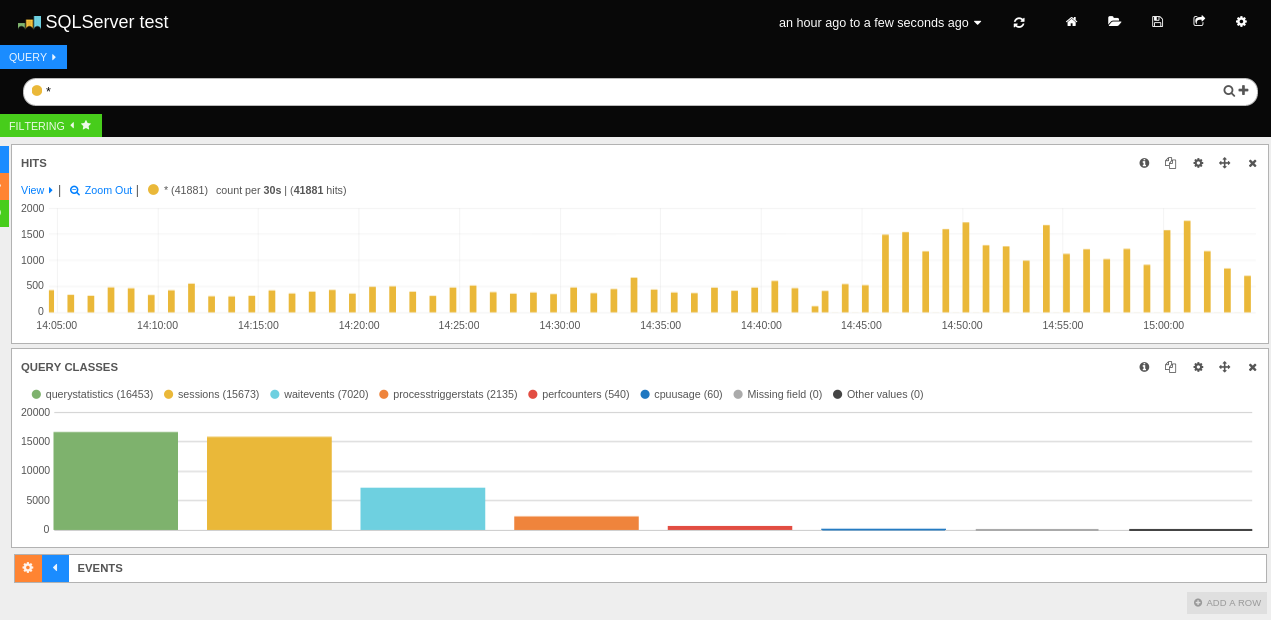 SQLServer test
an hour ago to a few seconds ago
QUERY
*
FILTERING
HITS
View | Zoom Out | * (41881) count per 30s | (41881 hits)
2000
1500
1000
500
0
14:05:00 14:10:00 14:15:00 14:20:00 14:25:00 14:30:00 14:35:00 14:40:00 14:45:00 14:50:00 14:55:00 15:00:00
QUERY CLASSES
querystatistics (16453) sessions (15673) waitevents (7020) processtriggerstats (2135) perfcounters (540) cpuusage (60) Missing field (0) Other values (0)
20000
15000
10000
5000
0
EVENTS
ADD A ROW